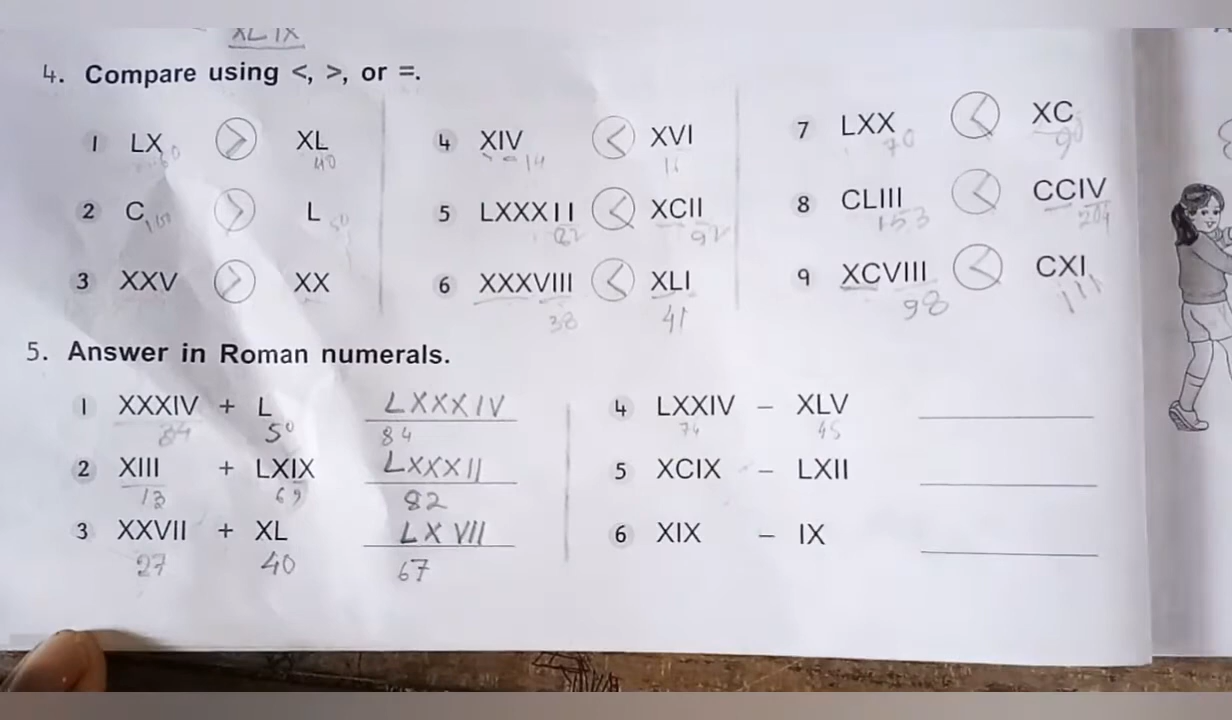 XLIX
4. Compare using <, >, or =.
1 LX > XL
60 40
2 C > L
100 50
3 XXV > XX
4 XIV < XVI
14
5 LXXXII < XCII
82 92
6 XXXVIII < XLI
38 41
7 LXX < XC
70 90
8 CLIII < CCIV
153 204
9 XCVIII < CXI
98 111
5. Answer in Roman numerals.
1 XXXIV + L LXXXIV
34 50 84
2 XIII + LXIX LXXXII
13 69 82
3 XXVII + XL LXVII
27 40 67
4 LXXIV – XLV
74 45
5 XCIX – LXII
6 XIX – IX